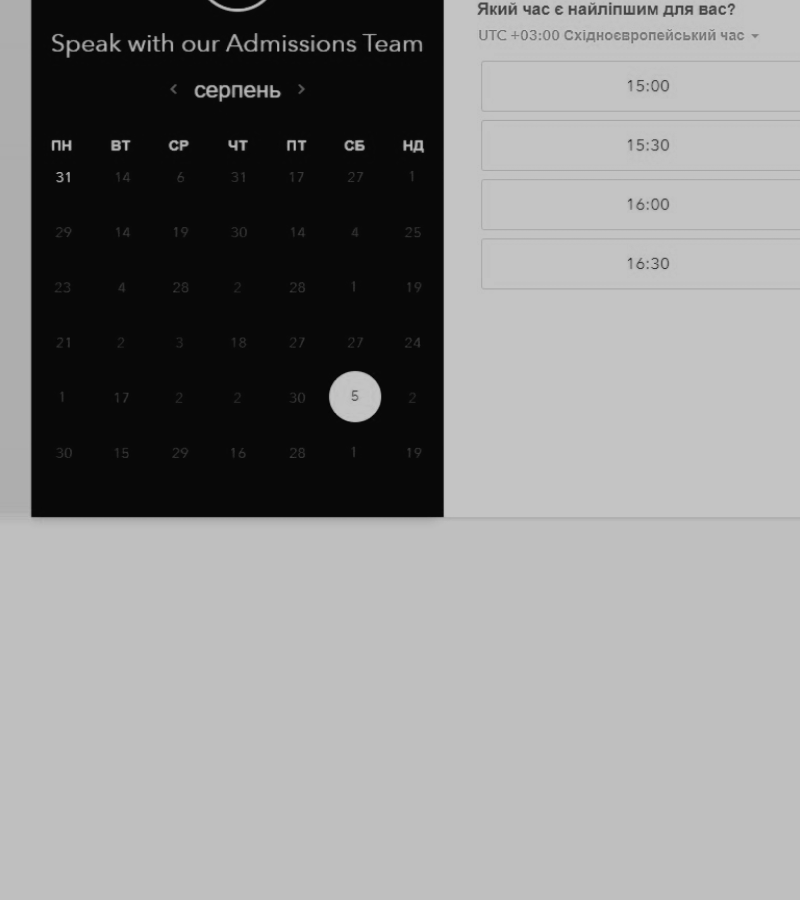 Speak with our Admissions Team
< серпень >
ПН ВТ СР ЧТ ПТ СБ НД
31 14 6 31 17 27 1
29 14 19 30 14 4 25
23 4 28 2 28 1 19
21 2 3 18 27 27 24
1 17 2 2 30 5 2
30 15 29 16 28 1 19
Який час є найліпшим для вас?
UTC +03:00 Східноєвропейський час
15:00
15:30
16:00
16:30